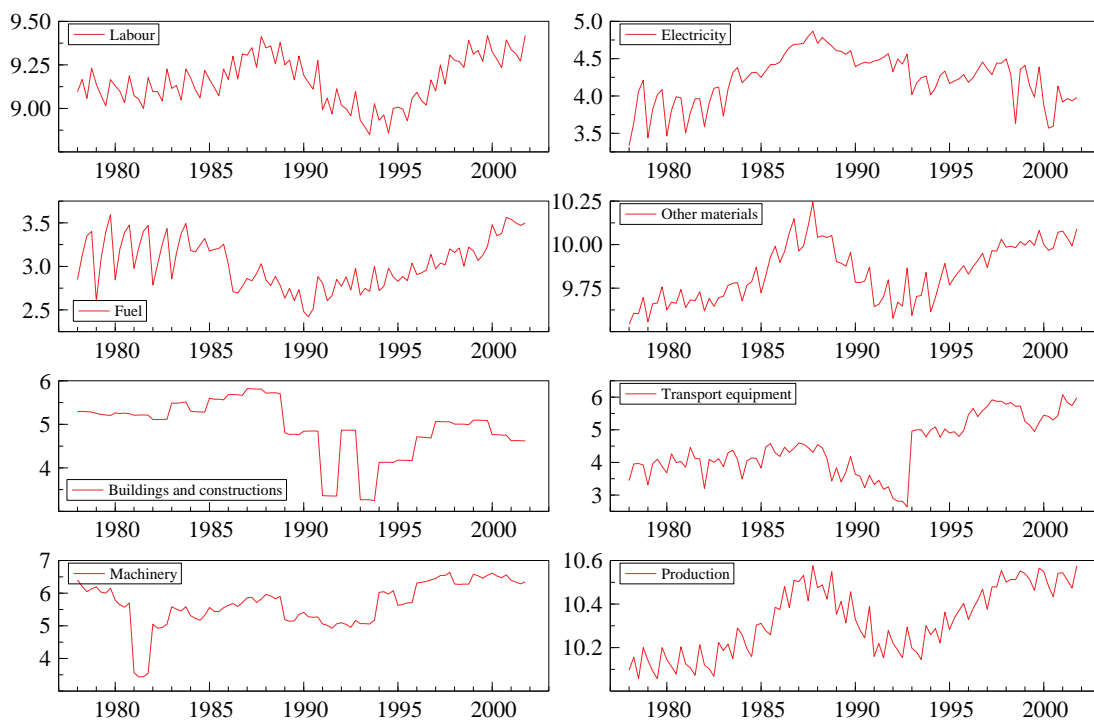 9.50
Labour
9.25
9.00
1980 1985 1990 1995 2000
5.0
Electricity
4.5
4.0
3.5
1980 1985 1990 1995 2000
3.5
3.0
2.5
Fuel
1980 1985 1990 1995 2000
10.25
Other materials
10.00
9.75
1980 1985 1990 1995 2000
6
5
4
Buildings and constructions
1980 1985 1990 1995 2000
Transport equipment
6
5
4
3
1980 1985 1990 1995 2000
7
Machinery
6
5
4
1980 1985 1990 1995 2000
10.6
Production
10.4
10.2
1980 1985 1990 1995 2000